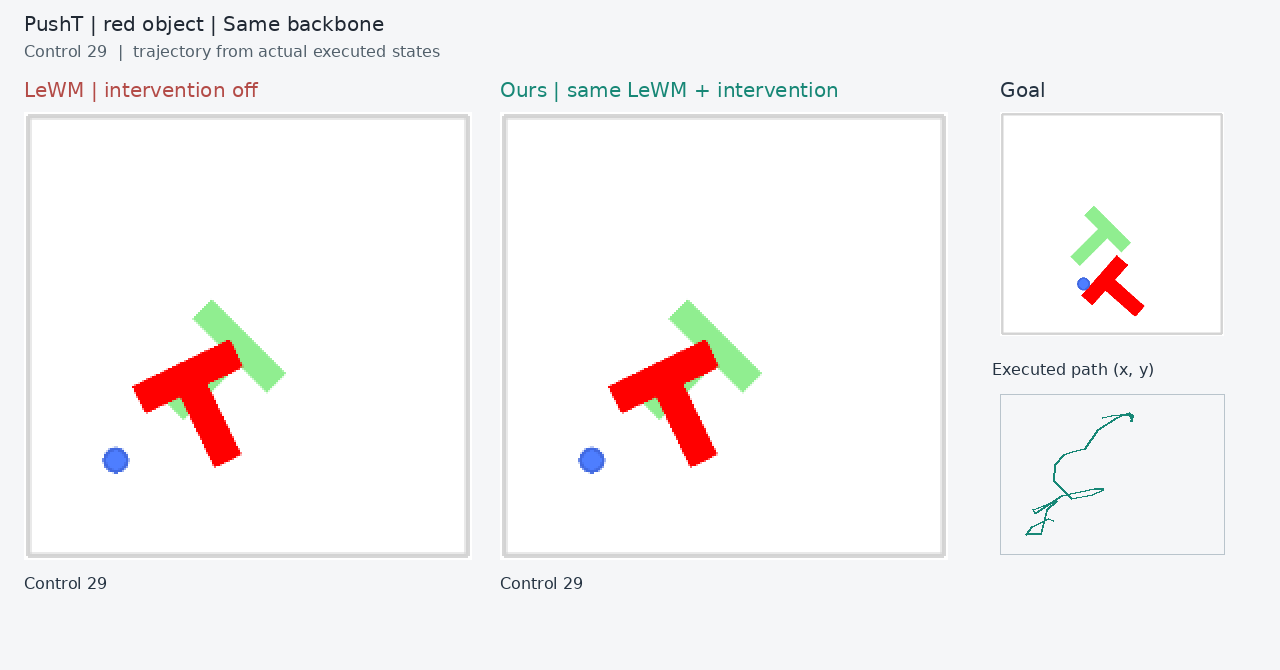 PushT | red object | Same backbone
Control 29 | trajectory from actual executed states
LeWM | intervention off
Ours | same LeWM + intervention
Goal
Executed path (x, y)
Control 29
Control 29